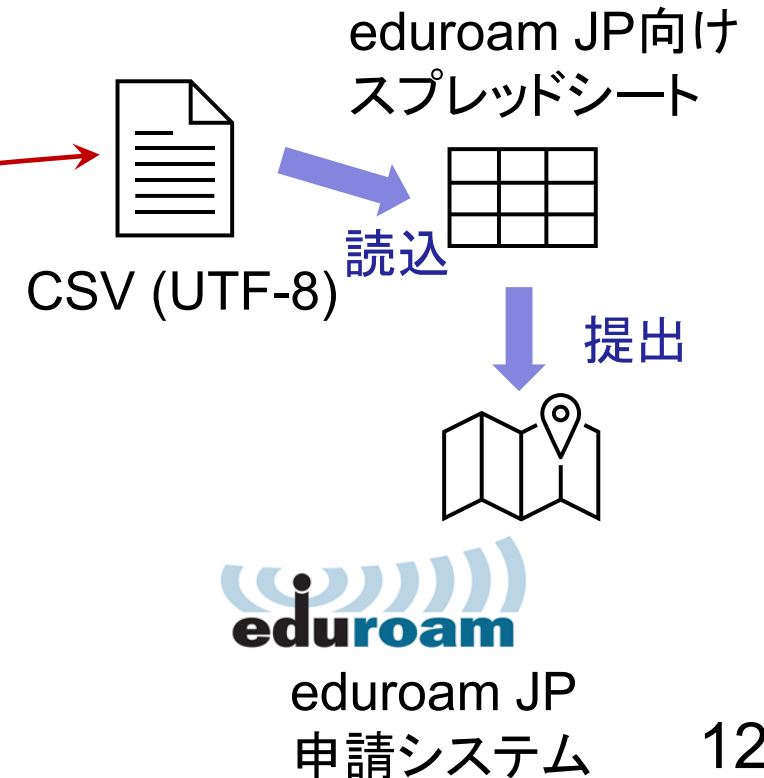 eduroam JP向け
スプレッドシート
読込
CSV (UTF-8)
提出
eduroam
eduroam JP
申請システム
12